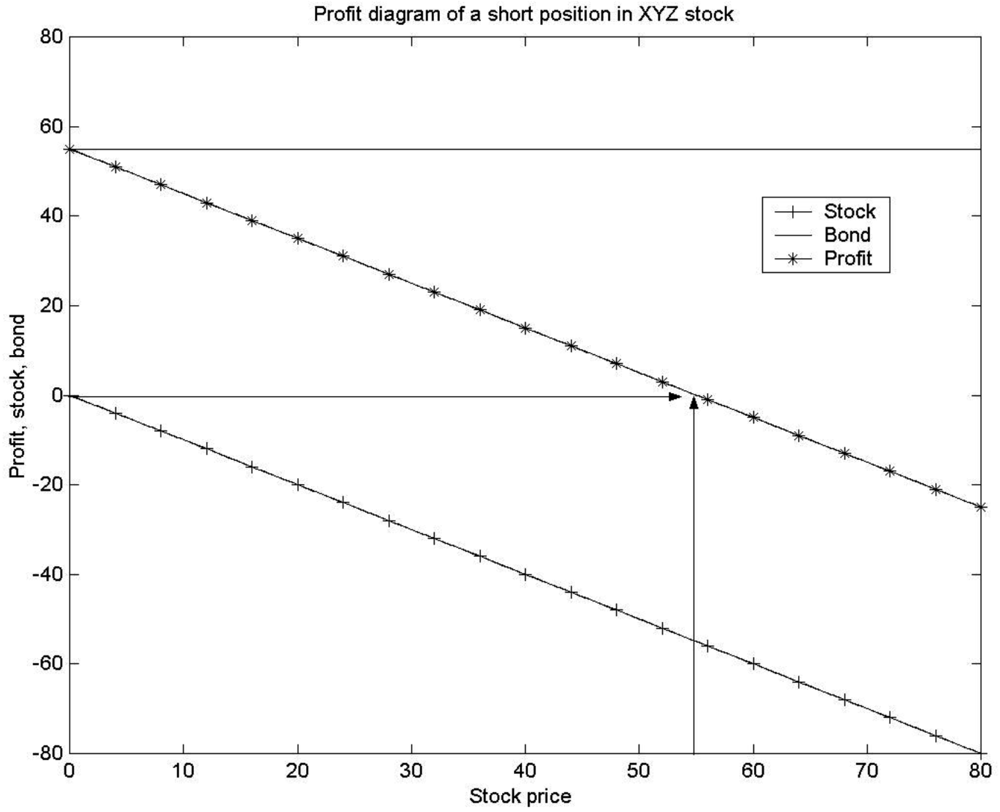 Profit diagram of a short position in XYZ stock
80
60
40
20
0
-20
-40
-60
-80
Profit, stock, bond
Stock
Bond
Profit
0 10 20 30 40 50 60 70 80
Stock price